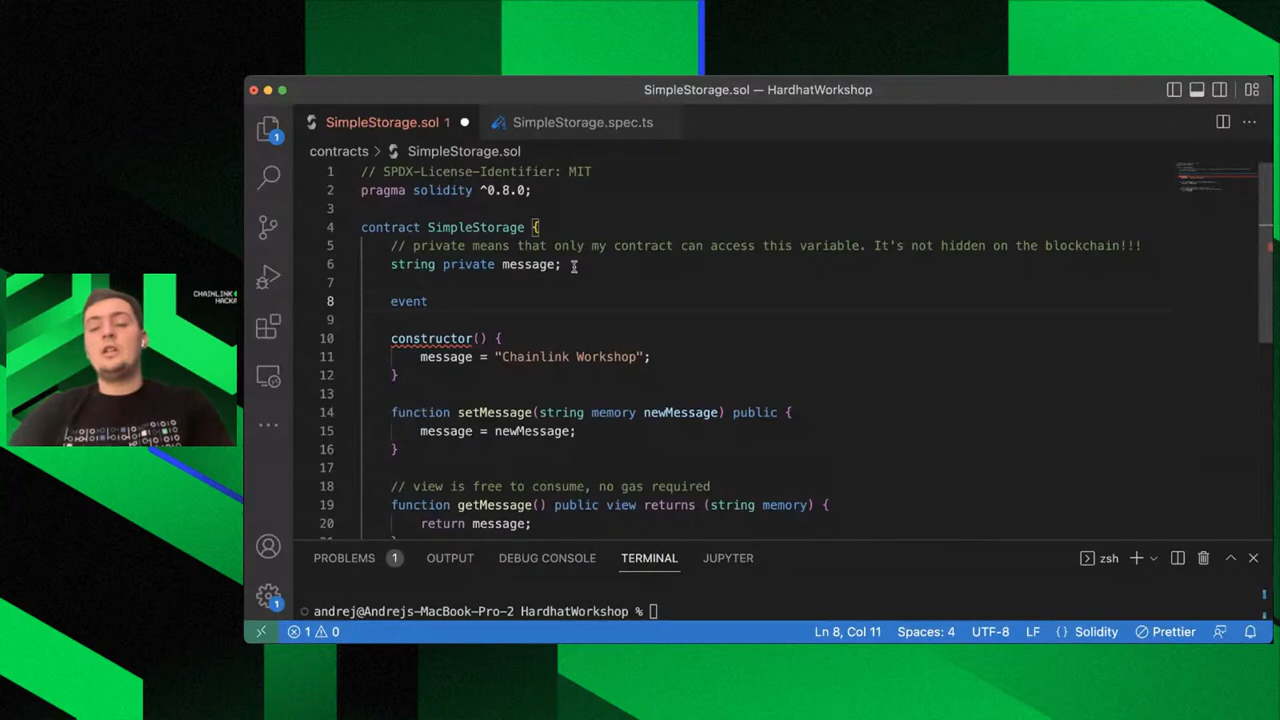 SimpleStorage.sol — HardhatWorkshop
SimpleStorage.sol 1
SimpleStorage.spec.ts
contracts > SimpleStorage.sol
1 // SPDX-License-Identifier: MIT
2 pragma solidity ^0.8.0;
3
4 contract SimpleStorage {
5 // private means that only my contract can access this variable. It's not hidden on the blockchain!!!
6 string private message;
7
8 event
9
10 constructor() {
11 message = "Chainlink Workshop";
12 }
13
14 function setMessage(string memory newMessage) public {
15 message = newMessage;
16 }
17
18 // view is free to consume, no gas required
19 function getMessage() public view returns (string memory) {
20 return message;
1
1
CHAINLINK
HACKA
PROBLEMS 1 OUTPUT DEBUG CONSOLE TERMINAL JUPYTER
zsh
andrej@Andrejs-MacBook-Pro-2 HardhatWorkshop %
1 0
Ln 8, Col 11 Spaces: 4 UTF-8 LF {} Solidity Prettier